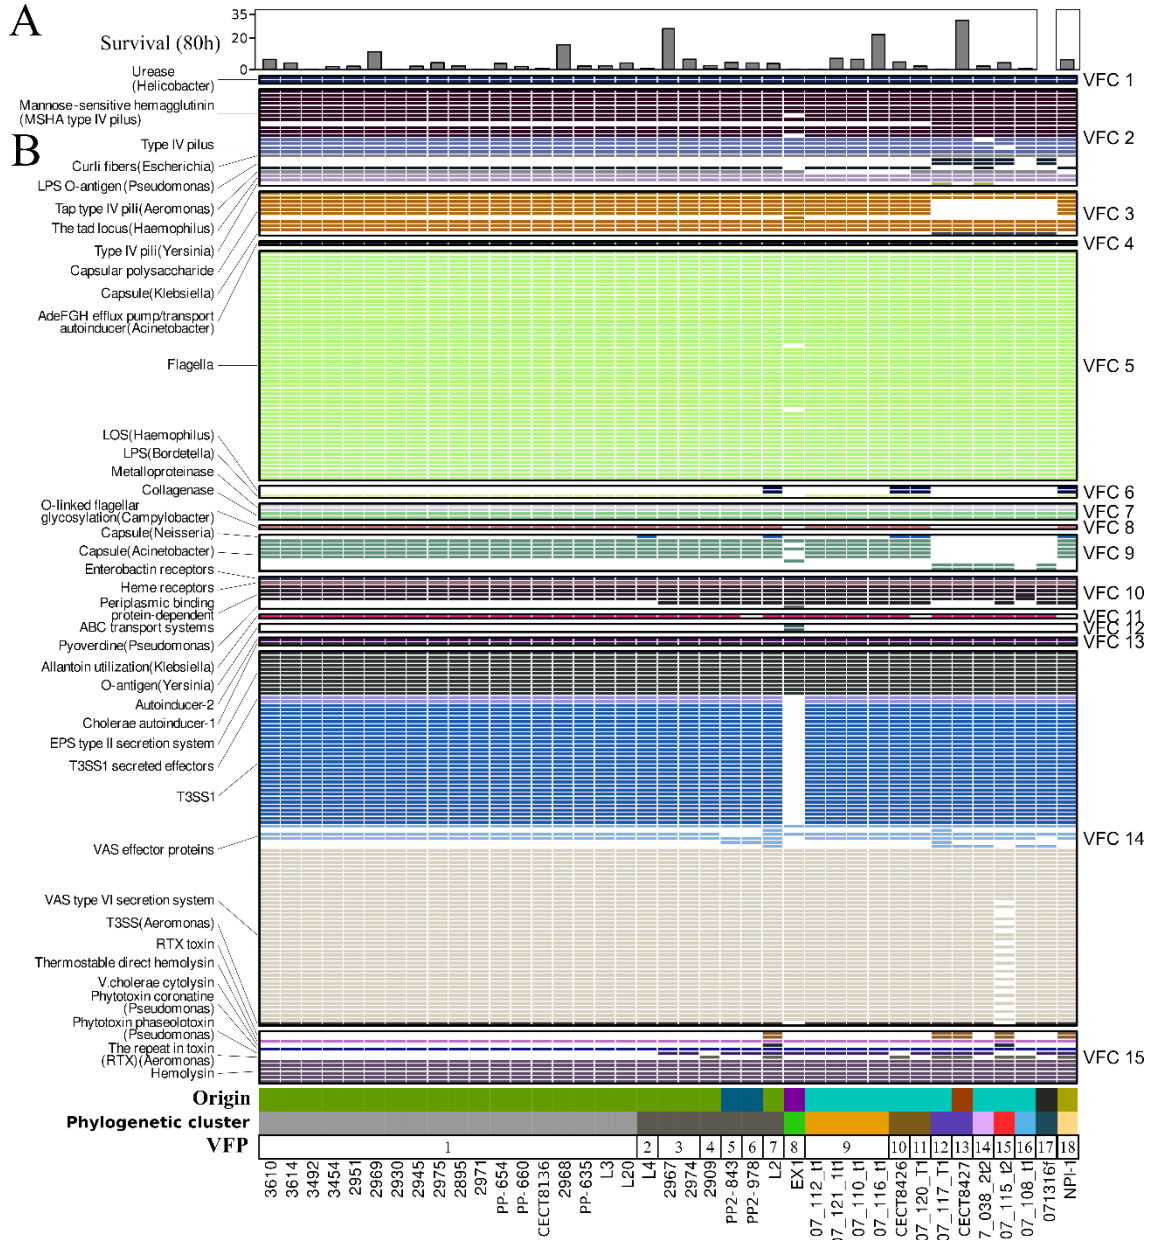 A
35
20
0
Survival (80h)
Urease
(Helicobacter)
VFC 1
Mannose-sensitive hemagglutinin
(MSHA type IV pilus)
VFC 2
B
Type IV pilus
Curli fibers(Escherichia)
LPS O-antigen (Pseudomonas)
Tap type IV pili(Aeromonas)
VFC 3
The tad locus(Haemophilus)
VFC 4
Type IV pili(Yersinia)
Capsular polysaccharide
Capsule(Klebsiella)
AdeFGH efflux pump/transport
autoinducer(Acinetobacter)
Flagella
VFC 5
LOS(Haemophilus)
LPS(Bordetella)
Metalloproteinase
Collagenase
VFC 6
O-linked flagellar
glycosylation(Campylobacter)
VFC 7
VFC 8
Capsule(Neisseria)
Capsule(Acinetobacter)
VFC 9
Enterobactin receptors
Heme receptors
VFC 10
Periplasmic binding
protein-dependent
ABC transport systems
VFC 11
VFC 12
VFC 13
Pyoverdine(Pseudomonas)
Allantoin utilization(Klebsiella)
O-antigen(Yersinia)
Autoinducer-2
Cholerae autoinducer-1
EPS type II secretion system
T3SS1 secreted effectors
T3SS1
VAS effector proteins
VFC 14
VAS type VI secretion system
T3SS(Aeromonas)
RTX toxin
Thermostable direct hemolysin
V.cholerae cytolysin
Phytotoxin coronatine
(Pseudomonas)
Phytotoxin phaseolotoxin
(Pseudomonas)
The repeat in toxin
(RTX)(Aeromonas)
VFC 15
Hemolysin
Origin
Phylogenetic cluster
VFP
1 2 3 4 5 6 7 8 9 10 11 12 13 14 15 16 17 18
3610
3614
3492
3454
2951
2969
2930
2945
2975
2895
2971
PP-654
PP-660
CECT8136
2968
PP-635
L3
L20
L4
2967
2974
2909
PP2-843
PP2-978
L2
EX1
07_112_t1
07_121_1t1
07_110_t1
07_116_t1
CECT8426
07_120_T1
07_117_T1
CECT8427
7_038_2t2
07_115_t2
07_108_t1
071316f
NPI-1